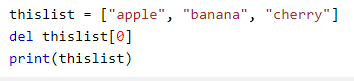 thislist = ["apple", "banana", "cherry"]
del thislist[0]
print(thislist)